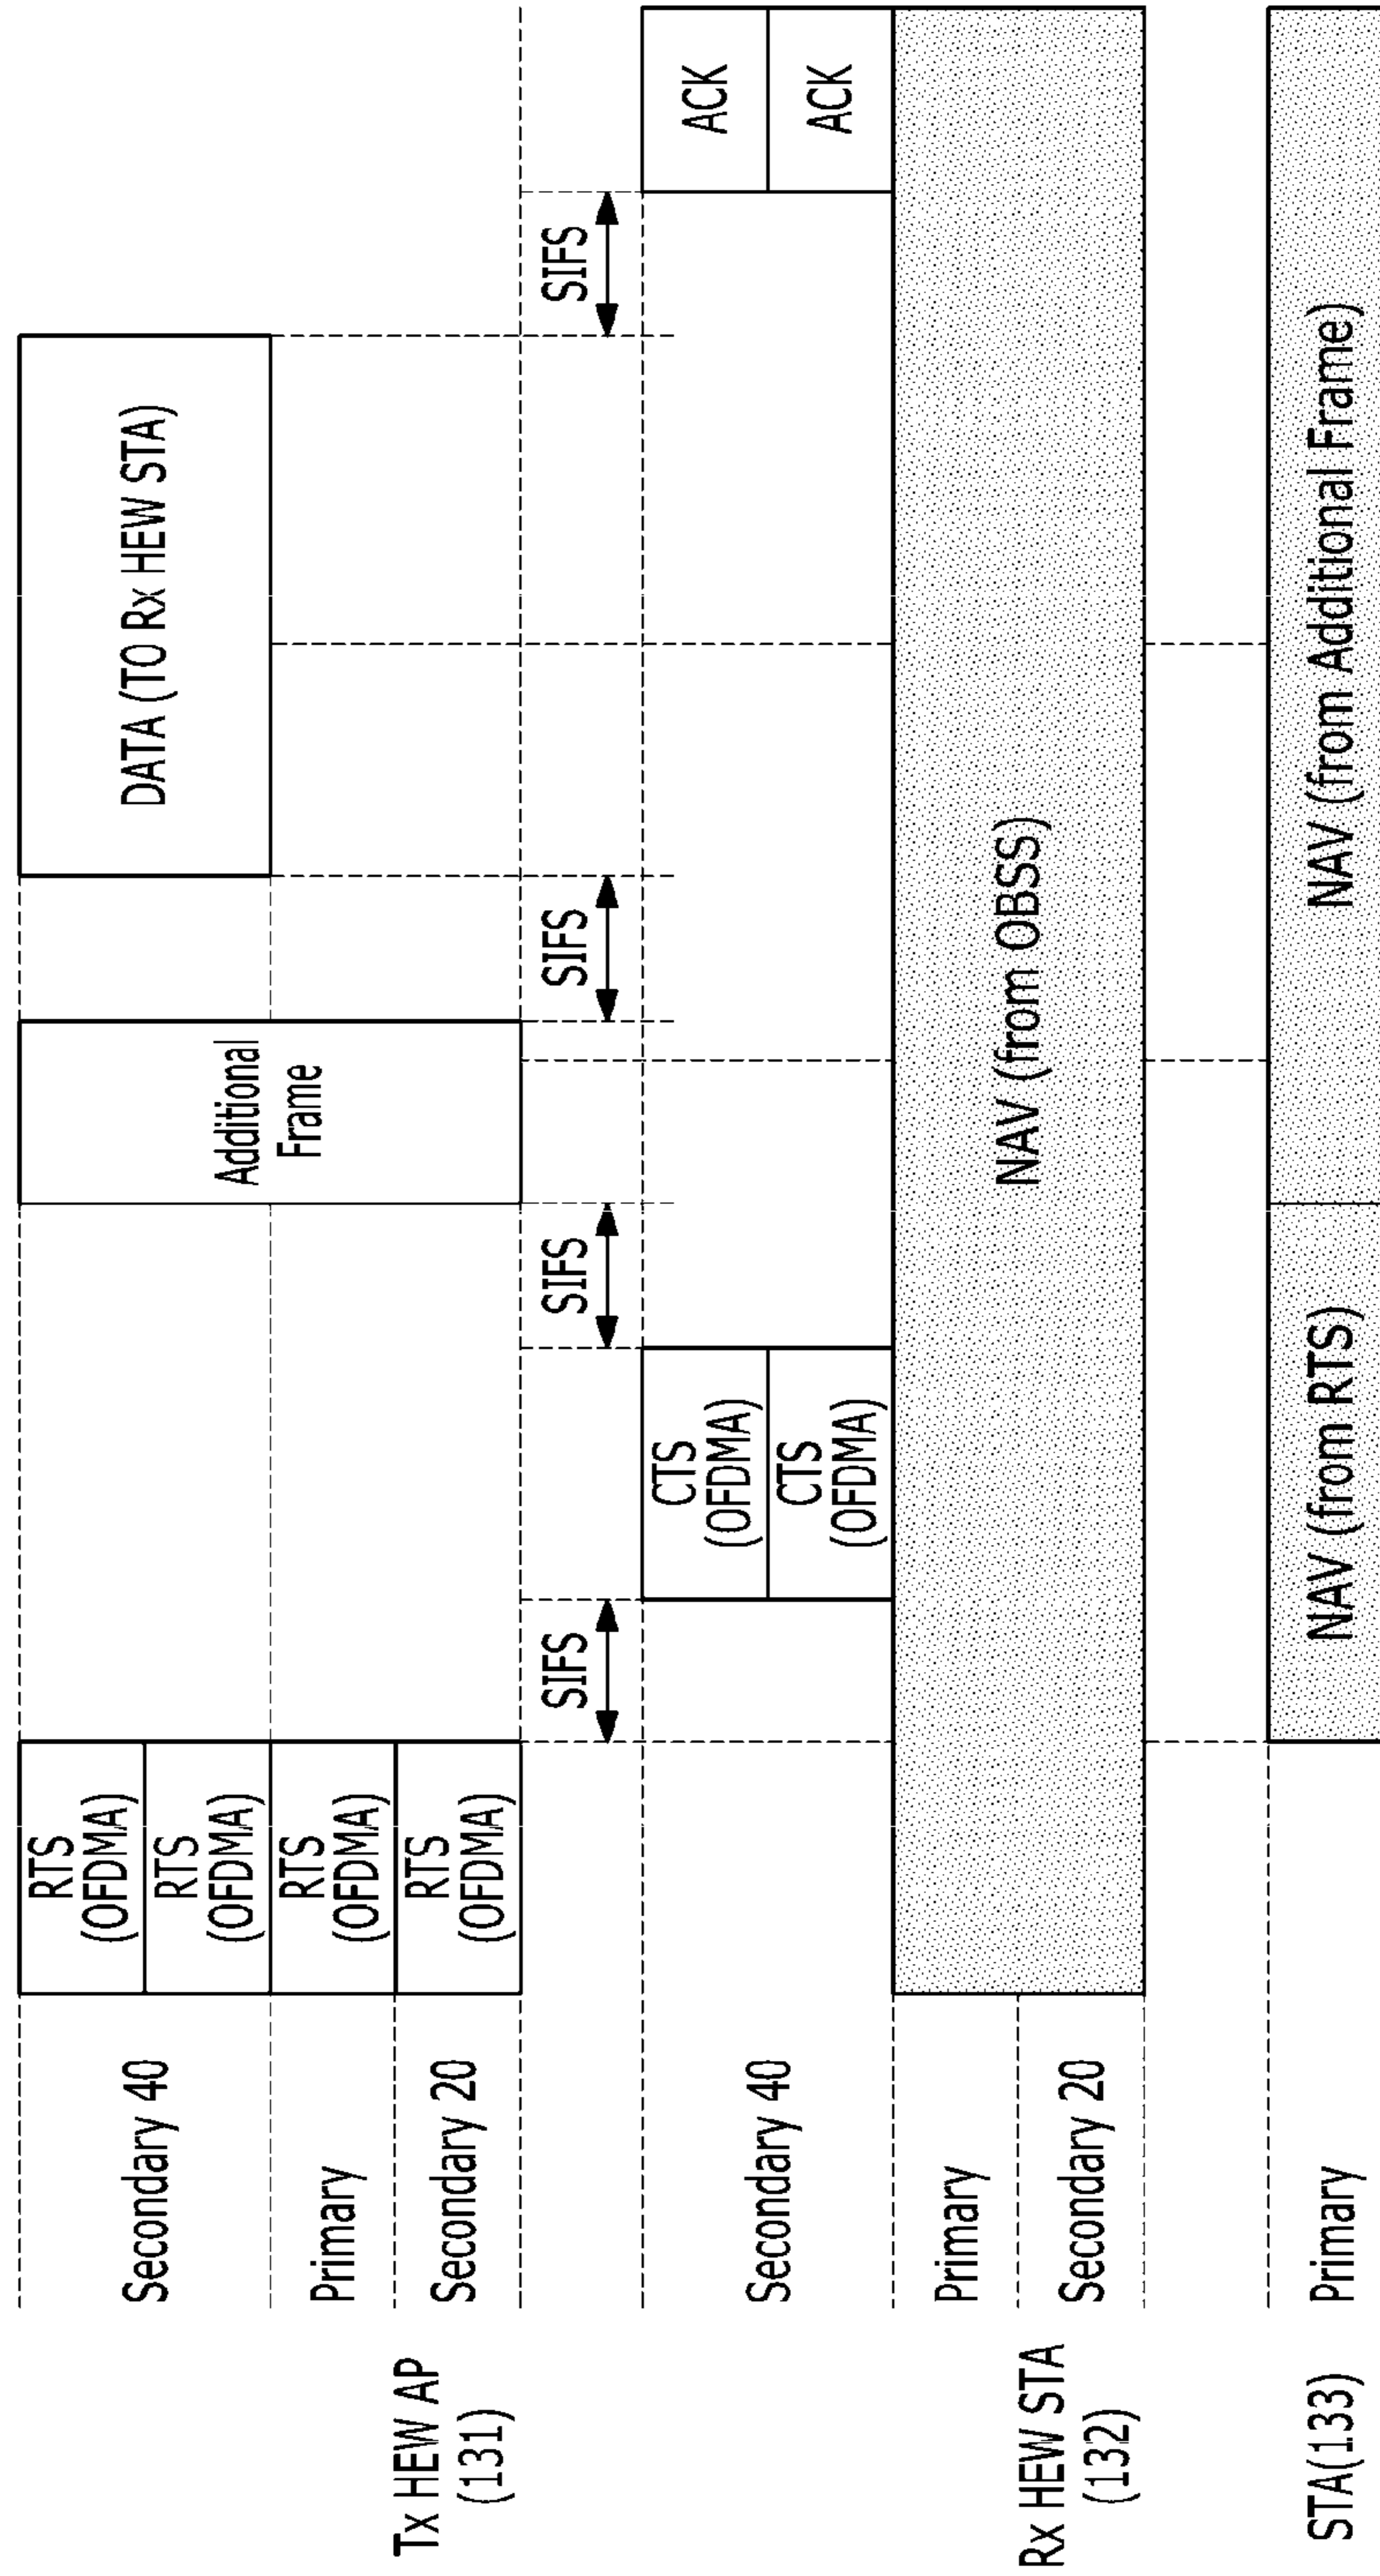 Tx HEW AP
(131)
Secondary 40
Primary
Secondary 20
RTS
(OFDMA)
RTS
(OFDMA)
RTS
(OFDMA)
RTS
(OFDMA)
Additional
Frame
DATA (TO Rx HEW STA)
SIFS
SIFS
SIFS
SIFS
Rx HEW STA
(132)
Secondary 40
Primary
Secondary 20
CTS
(OFDMA)
CTS
(OFDMA)
ACK
ACK
NAV (from OBSS)
STA(133)
Primary
NAV (from RTS)
NAV (from Additional Frame)